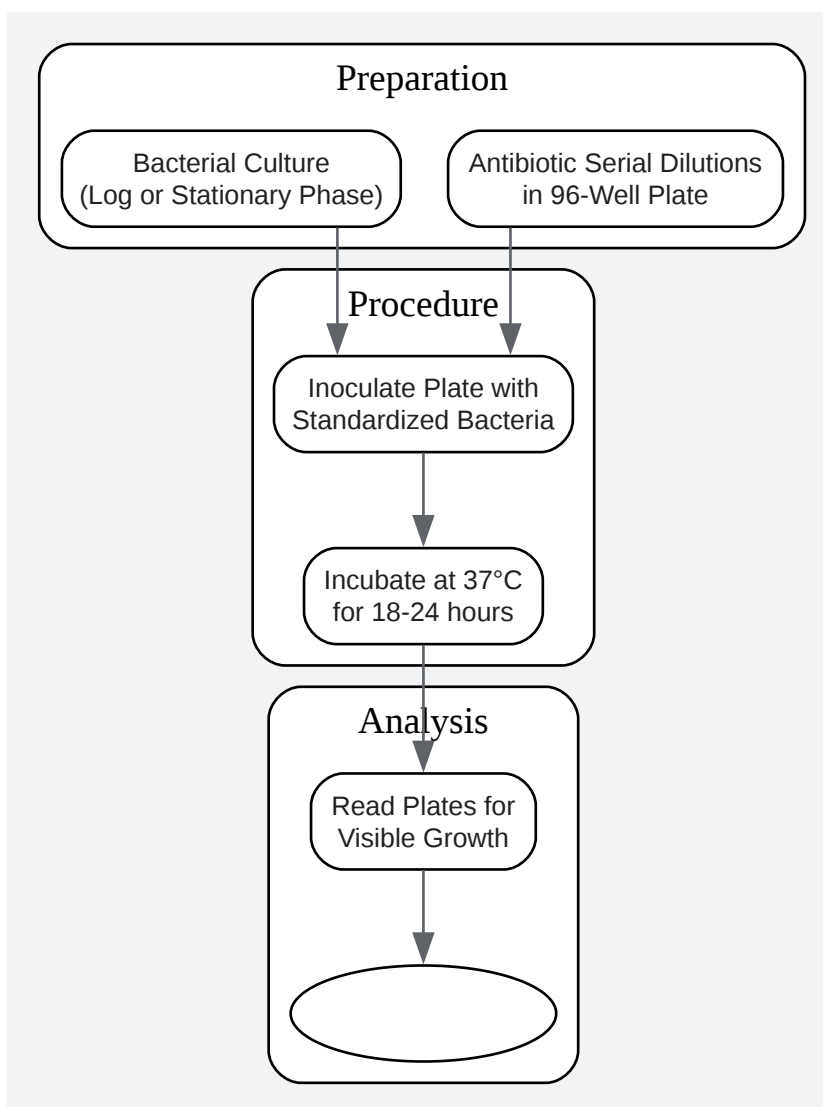 Preparation
Bacterial Culture
(Log or Stationary Phase)
Antibiotic Serial Dilutions
in 96-Well Plate
Procedure
Inoculate Plate with
Standardized Bacteria
Incubate at 37°C
for 18-24 hours
Analysis
Read Plates for
Visible Growth